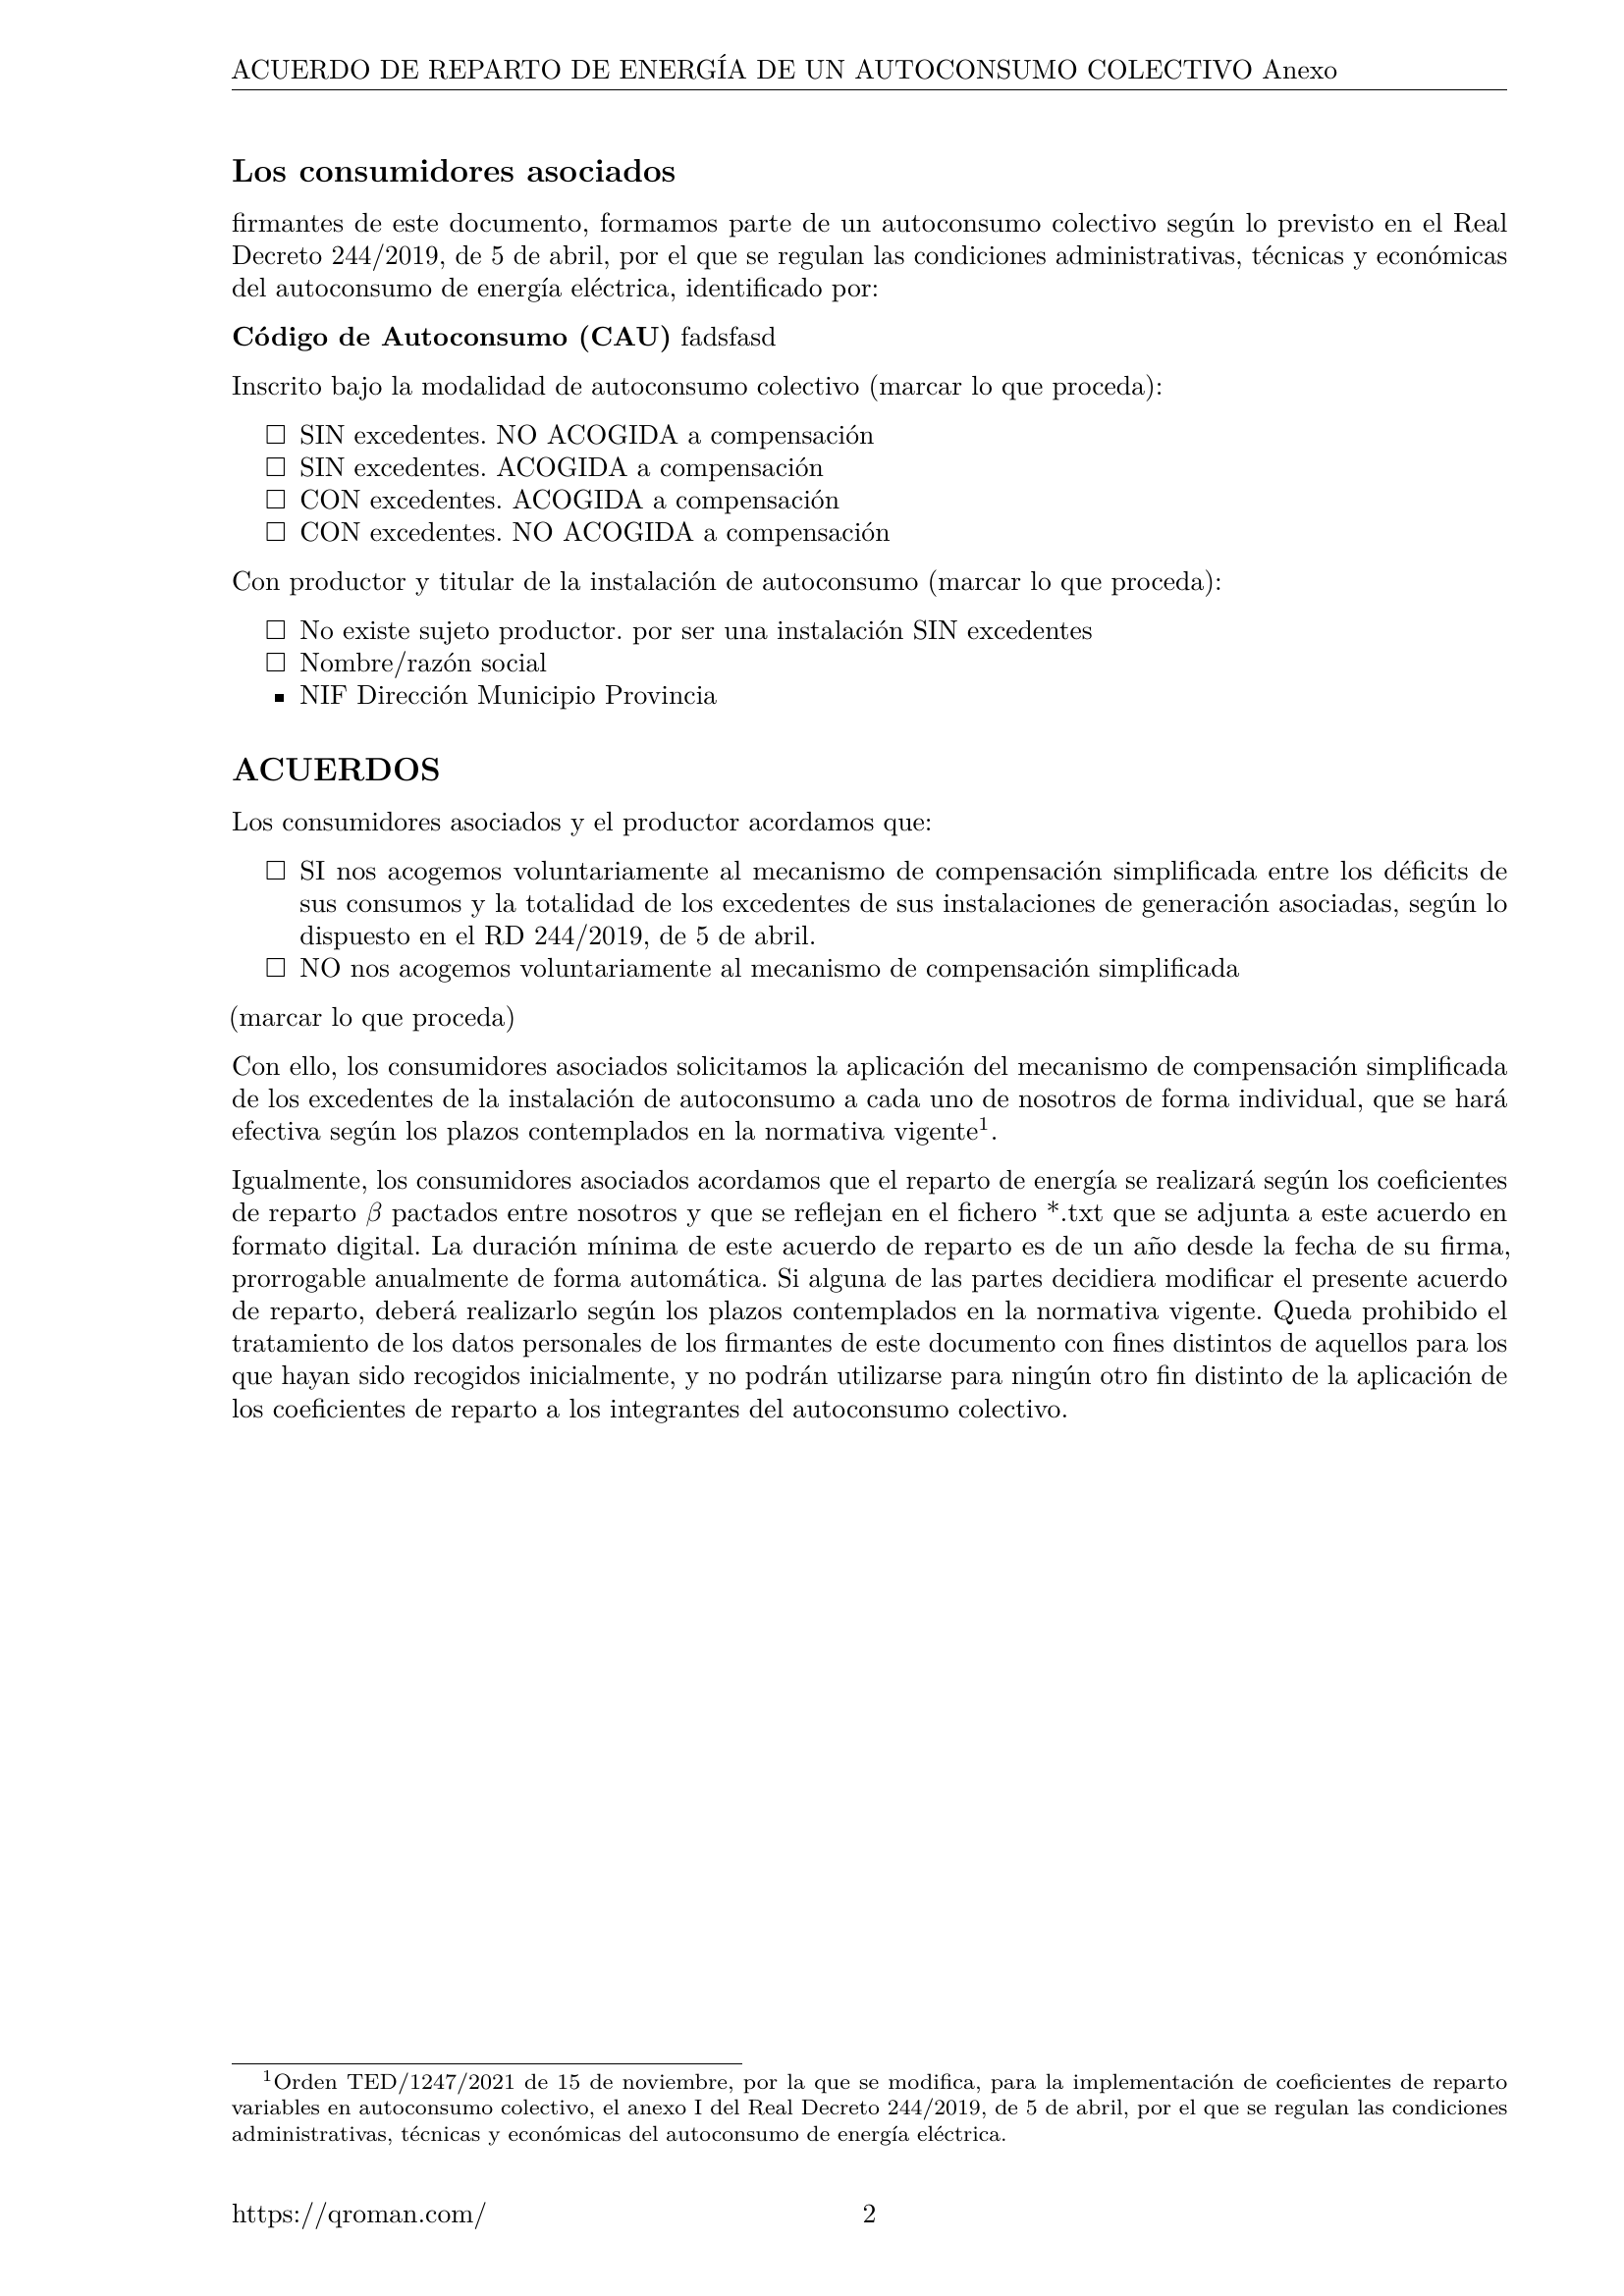 ACUERDO DE REPARTO DE ENERGÍA DE UN AUTOCONSUMO COLECTIVO Anexo
Los consumidores asociados
firmantes de este documento, formamos parte de un autoconsumo colectivo según lo previsto en el Real
Decreto 244/2019, de 5 de abril, por el que se regulan las condiciones administrativas, técnicas y económicas
del autoconsumo de energía eléctrica, identificado por:
Código de Autoconsumo (CAU) fadsfasd
Inscrito bajo la modalidad de autoconsumo colectivo (marcar lo que proceda):
☐ SIN excedentes. NO ACOGIDA a compensación
☐ SIN excedentes. ACOGIDA a compensación
☐ CON excedentes. ACOGIDA a compensación
☐ CON excedentes. NO ACOGIDA a compensación
Con productor y titular de la instalación de autoconsumo (marcar lo que proceda):
☐ No existe sujeto productor. por ser una instalación SIN excedentes
☐ Nombre/razón social
▪ NIF Dirección Municipio Provincia
ACUERDOS
Los consumidores asociados y el productor acordamos que:
☐ SI nos acogemos voluntariamente al mecanismo de compensación simplificada entre los déficits de
sus consumos y la totalidad de los excedentes de sus instalaciones de generación asociadas, según lo
dispuesto en el RD 244/2019, de 5 de abril.
☐ NO nos acogemos voluntariamente al mecanismo de compensación simplificada
(marcar lo que proceda)
Con ello, los consumidores asociados solicitamos la aplicación del mecanismo de compensación simplificada
de los excedentes de la instalación de autoconsumo a cada uno de nosotros de forma individual, que se hará
efectiva según los plazos contemplados en la normativa vigente¹.
Igualmente, los consumidores asociados acordamos que el reparto de energía se realizará según los coeficientes
de reparto β pactados entre nosotros y que se reflejan en el fichero *.txt que se adjunta a este acuerdo en
formato digital. La duración mínima de este acuerdo de reparto es de un año desde la fecha de su firma,
prorrogable anualmente de forma automática. Si alguna de las partes decidiera modificar el presente acuerdo
de reparto, deberá realizarlo según los plazos contemplados en la normativa vigente. Queda prohibido el
tratamiento de los datos personales de los firmantes de este documento con fines distintos de aquellos para los
que hayan sido recogidos inicialmente, y no podrán utilizarse para ningún otro fin distinto de la aplicación de
los coeficientes de reparto a los integrantes del autoconsumo colectivo.
¹Orden TED/1247/2021 de 15 de noviembre, por la que se modifica, para la implementación de coeficientes de reparto
variables en autoconsumo colectivo, el anexo I del Real Decreto 244/2019, de 5 de abril, por el que se regulan las condiciones
administrativas, técnicas y económicas del autoconsumo de energía eléctrica.
https://qroman.com/ 2